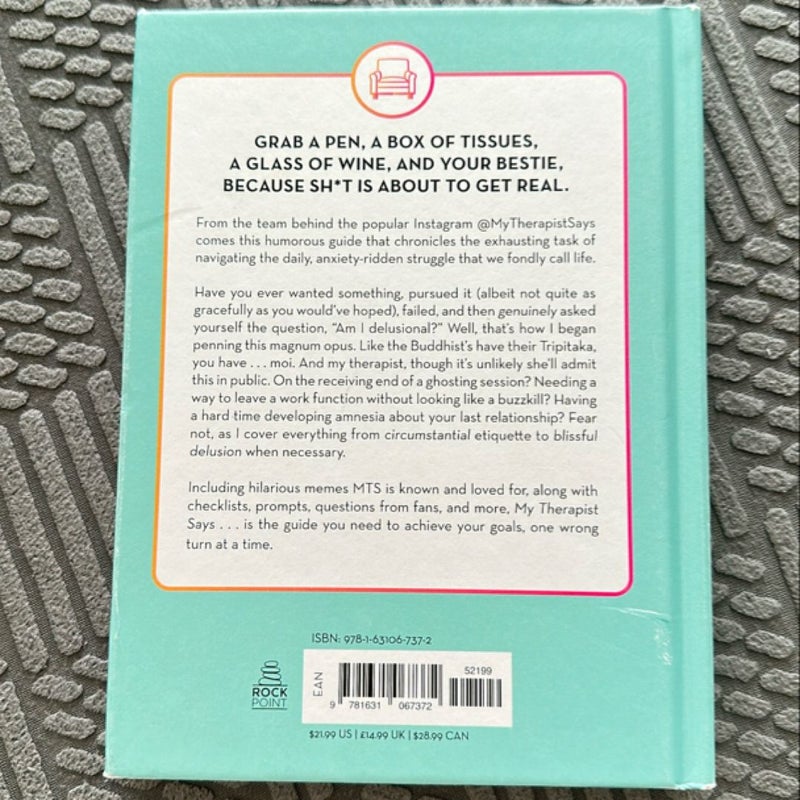 GRAB A PEN, A BOX OF TISSUES,
A GLASS OF WINE, AND YOUR BESTIE,
BECAUSE SH*T IS ABOUT TO GET REAL.
From the team behind the popular Instagram @MyTherapistSays
comes this humorous guide that chronicles the exhausting task of
navigating the daily, anxiety-ridden struggle that we fondly call life.
Have you ever wanted something, pursued it (albeit not quite as
gracefully as you would've hoped), failed, and then genuinely asked
yourself the question, “Am I delusional?” Well, that's how I began
penning this magnum opus. Like the Buddhist's have their Tripitaka,
you have . . . moi. And my therapist, though it's unlikely she'll admit
this in public. On the receiving end of a ghosting session? Needing a
way to leave a work function without looking like a buzzkill? Having
a hard time developing amnesia about your last relationship? Fear
not, as I cover everything from circumstantial etiquette to blissful
delusion when necessary.
Including hilarious memes MTS is known and loved for, along with
checklists, prompts, questions from fans, and more, My Therapist
Says . . . is the guide you need to achieve your goals, one wrong
turn at a time.
ISBN: 978-1-63106-737-2
ROCK
POINT
EAN
52199
9 781631 067372
$21.99 US | £14.99 UK | $28.99 CAN